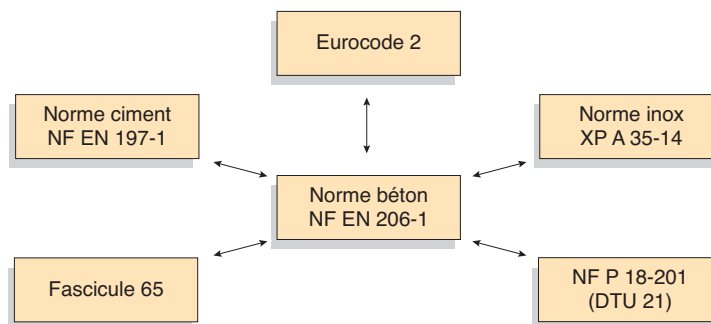 Eurocode 2
Norme ciment
NF EN 197-1
Norme inox
XP A 35-14
Norme béton
NF EN 206-1
Fascicule 65
NF P 18-201
(DTU 21)